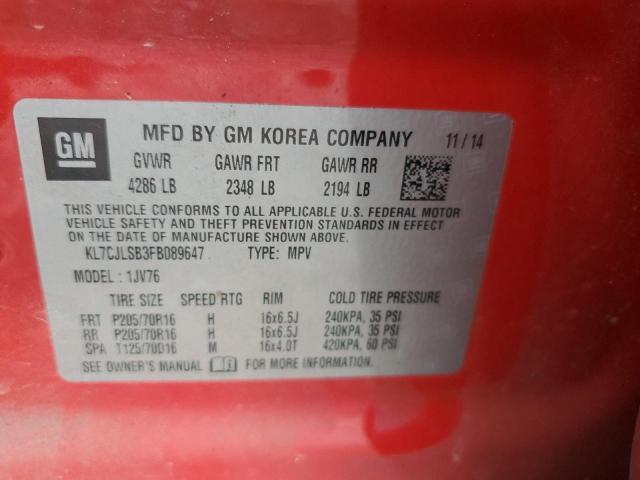 GM MFD BY GM KOREA COMPANY 11/14
GVWR GAWR FRT GAWR RR
4286 LB 2348 LB 2194 LB
THIS VEHICLE CONFORMS TO ALL APPLICABLE U.S. FEDERAL MOTOR
VEHICLE SAFETY AND THEFT PREVENTION STANDARDS IN EFFECT
ON THE DATE OF MANUFACTURE SHOWN ABOVE.
KL7CJLSB3FB089647 TYPE: MPV
MODEL: 1JV76
TIRE SIZE SPEED RTG RIM COLD TIRE PRESSURE
FRT P205/70R16 H 16x6.5J 240KPA, 35 PSI
RR P205/70R16 H 16x6.5J 240KPA, 35 PSI
SPA T125/70D16 M 16x4.0T 420KPA, 60 PSI
SEE OWNER'S MANUAL FOR MORE INFORMATION